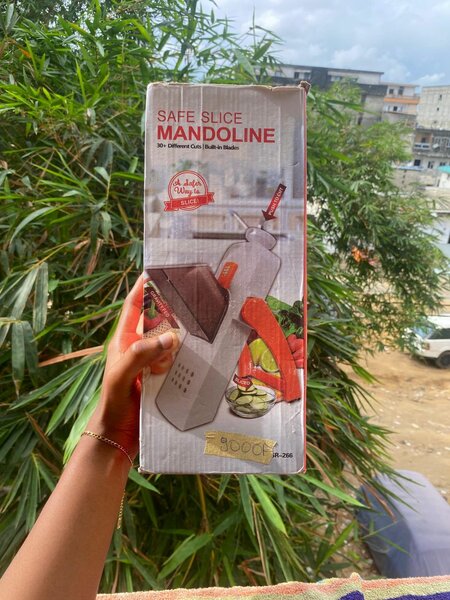 SAFE SLICE
MANDOLINE
30+ Different Cuts | Built-in Blades
A Safer
Way to
SLICE!
9000F
SR-266